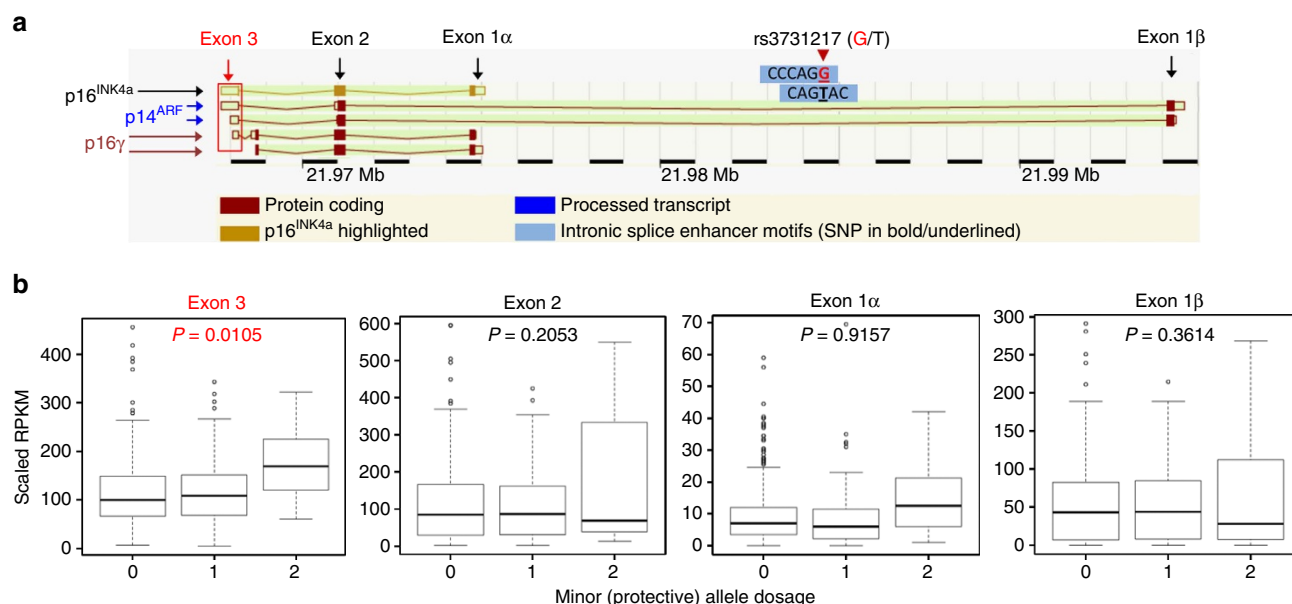 a
Exon 3
Exon 2
Exon 1α
rs3731217 (G/T)
Exon 1β
CCCAGG
CAGTAC
p16INK4a
p14ARF
p16γ
21.97 Mb
21.98 Mb
21.99 Mb
Protein coding
Processed transcript
p16INK4a highlighted
Intronic splice enhancer motifs (SNP in bold/underlined)
b
Exon 3
Exon 2
Exon 1α
Exon 1β
P = 0.0105
P = 0.2053
P = 0.9157
P = 0.3614
Scaled RPKM
400
300
200
100
0
600
500
400
300
200
100
0
70
60
50
40
30
20
10
0
300
250
200
150
100
50
0
0 1 2
0 1 2
0 1 2
0 1 2
Minor (protective) allele dosage